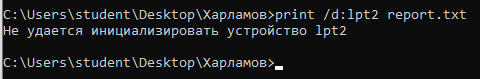 C:\Users\student\Desktop\Харламов>print /d:lpt2 report.txt
Не удается инициализировать устройство lpt2
C:\Users\student\Desktop\Харламов>